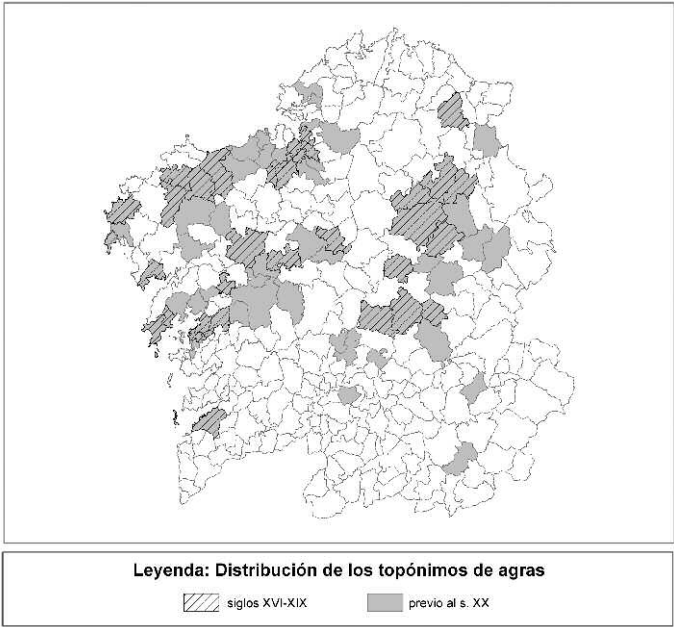 Leyenda: Distribución de los topónimos de agras
siglos XVI-XIX previo al s. XX